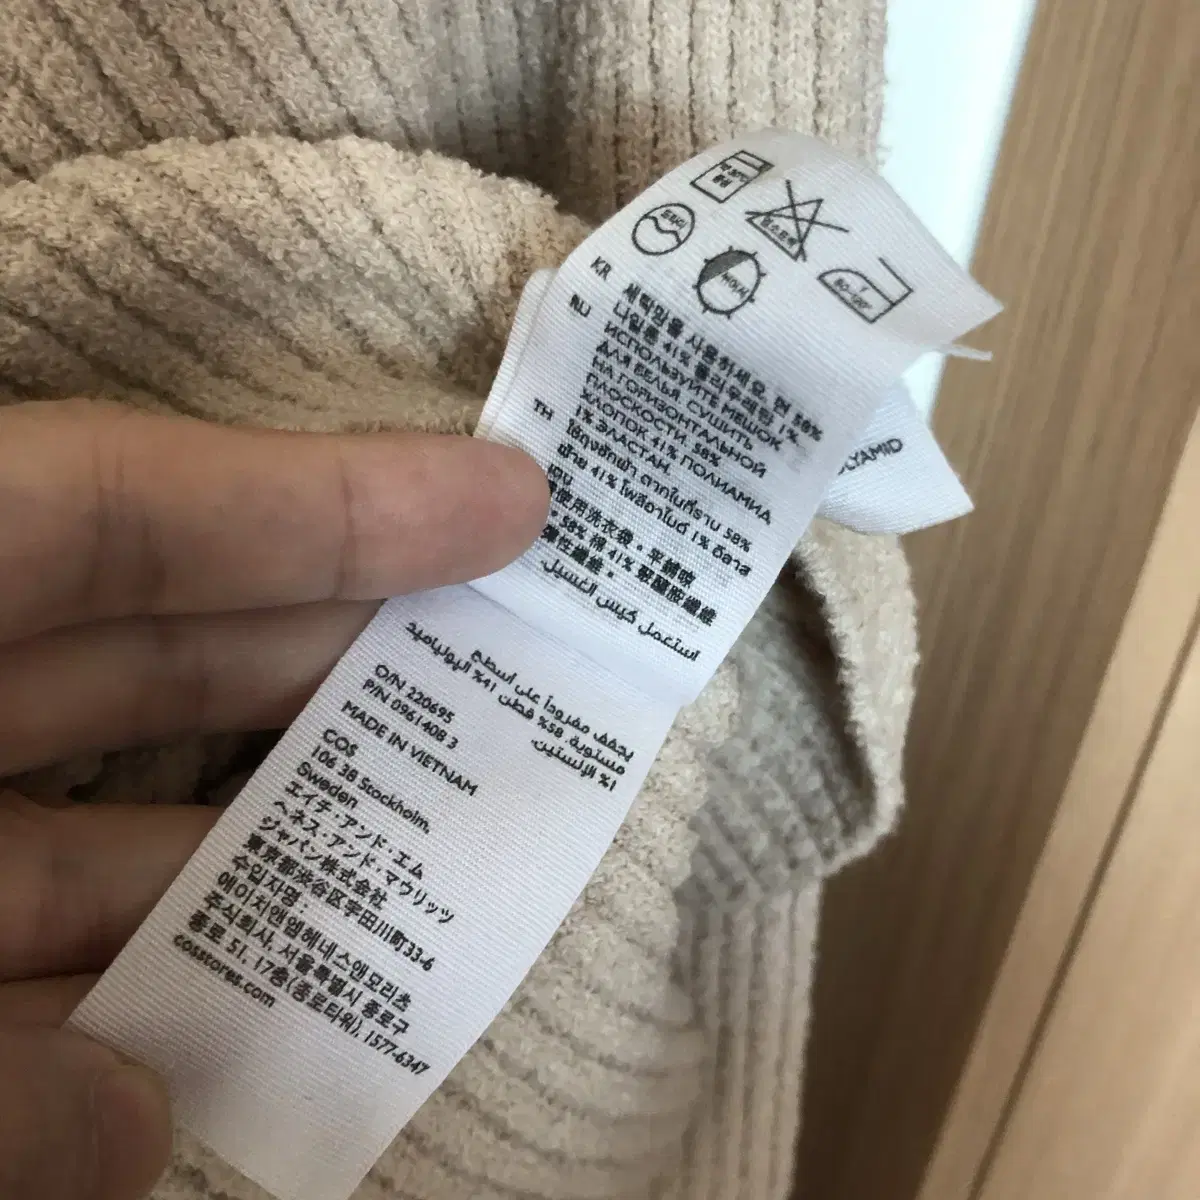 KR 세탁망을 사용하세요. 면 58%
나일론 41% 폴리우레탄 1%.
RU ИСПОЛЬЗУЙТЕ МЕШОК
ДЛЯ БЕЛЬЯ. СУШИТЬ
НА ГОРИЗОНТАЛЬНОЙ
ПЛОСКОСТИ 58%
ХЛОПОК 41% ПОЛИАМИД
1% ЭЛАСТАН.
TH ใช้ถุงซักผ้า ตากในที่ราบ 58%
ฝ้าย 41% โพลีอาไมด์ 1% อีลาส
使用洗衣袋。平鋪晾
58% 棉 41% 聚醯胺纖維
彈性纖維。
استعمل كيس الغسيل.
يجفف مفروداً على اسطح
مستوية. 58% قطن 41% البولياميد
1% الإلستين.
O/N 220695
P/N 0961408 3
MADE IN VIETNAM
COS
106 38 Stockholm,
Sweden
エイチ・アンド・エム
ヘネス・アンド・マウリッツ
ジャパン株式会社
東京都渋谷区宇田川町33-6
수입자명 :
에이치앤엠헤네스앤모리츠
주식회사, 서울특별시 종로구
종로 51, 17층(종로타워), 1577-6347
cosstores.com
LYAMID